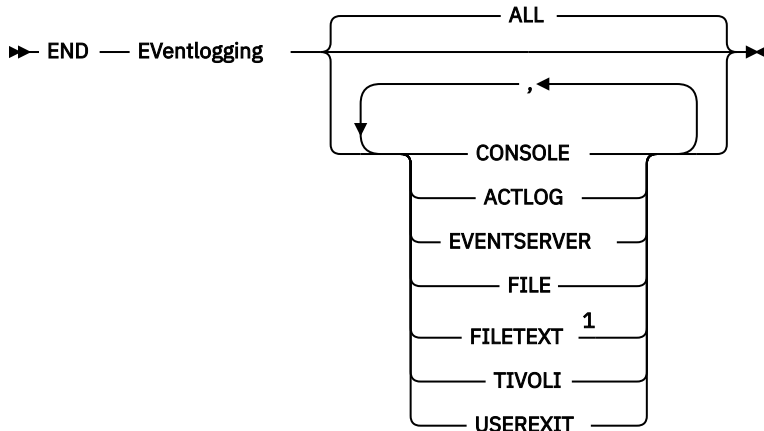 ALL
END EVentlogging
,
CONSOLE
ACTLOG
EVENTSERVER
FILE
FILETEXT 1
TIVOLI
USEREXIT